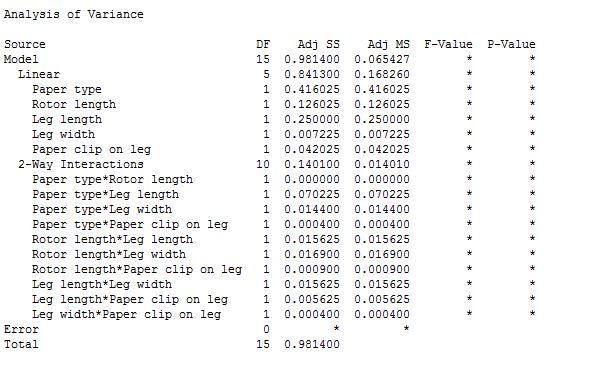 Analysis of Variance
Source DF Adj SS Adj MS F-Value P-Value
Model 15 0.981400 0.065427 * *
Linear 5 0.841300 0.168260 * *
Paper type 1 0.416025 0.416025 * *
Rotor length 1 0.126025 0.126025 * *
Leg length 1 0.250000 0.250000 * *
Leg width 1 0.007225 0.007225 * *
Paper clip on leg 1 0.042025 0.042025 * *
2-Way Interactions 10 0.140100 0.014010 * *
Paper type*Rotor length 1 0.000000 0.000000 * *
Paper type*Leg length 1 0.070225 0.070225 * *
Paper type*Leg width 1 0.014400 0.014400 * *
Paper type*Paper clip on leg 1 0.000400 0.000400 * *
Rotor length*Leg length 1 0.015625 0.015625 * *
Rotor length*Leg width 1 0.016900 0.016900 * *
Rotor length*Paper clip on leg 1 0.000900 0.000900 * *
Leg length*Leg width 1 0.015625 0.015625 * *
Leg length*Paper clip on leg 1 0.005625 0.005625 * *
Leg width*Paper clip on leg 1 0.000400 0.000400 * *
Error 0 * *
Total 15 0.981400